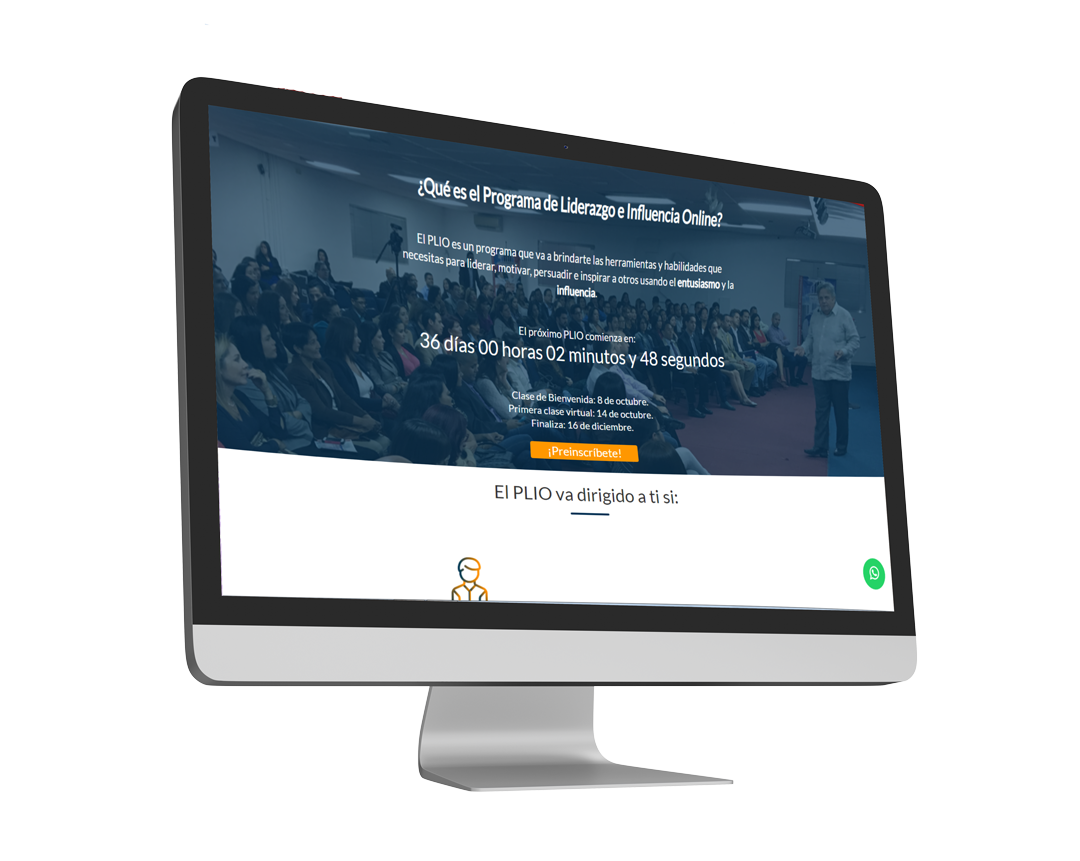 ¿Qué es el Programa de Liderazgo e Influencia Online?
El PLIO es un programa que va a brindarte las herramientas y habilidades que
necesitas para liderar, motivar, persuadir e inspirar a otros usando el entusiasmo y la
influencia.
El próximo PLIO comienza en:
36 días 00 horas 02 minutos y 48 segundos
Clase de Bienvenida: 8 de octubre.
Primera clase virtual: 14 de octubre.
Finaliza: 16 de diciembre.
¡Preinscríbete!
El PLIO va dirigido a ti si: